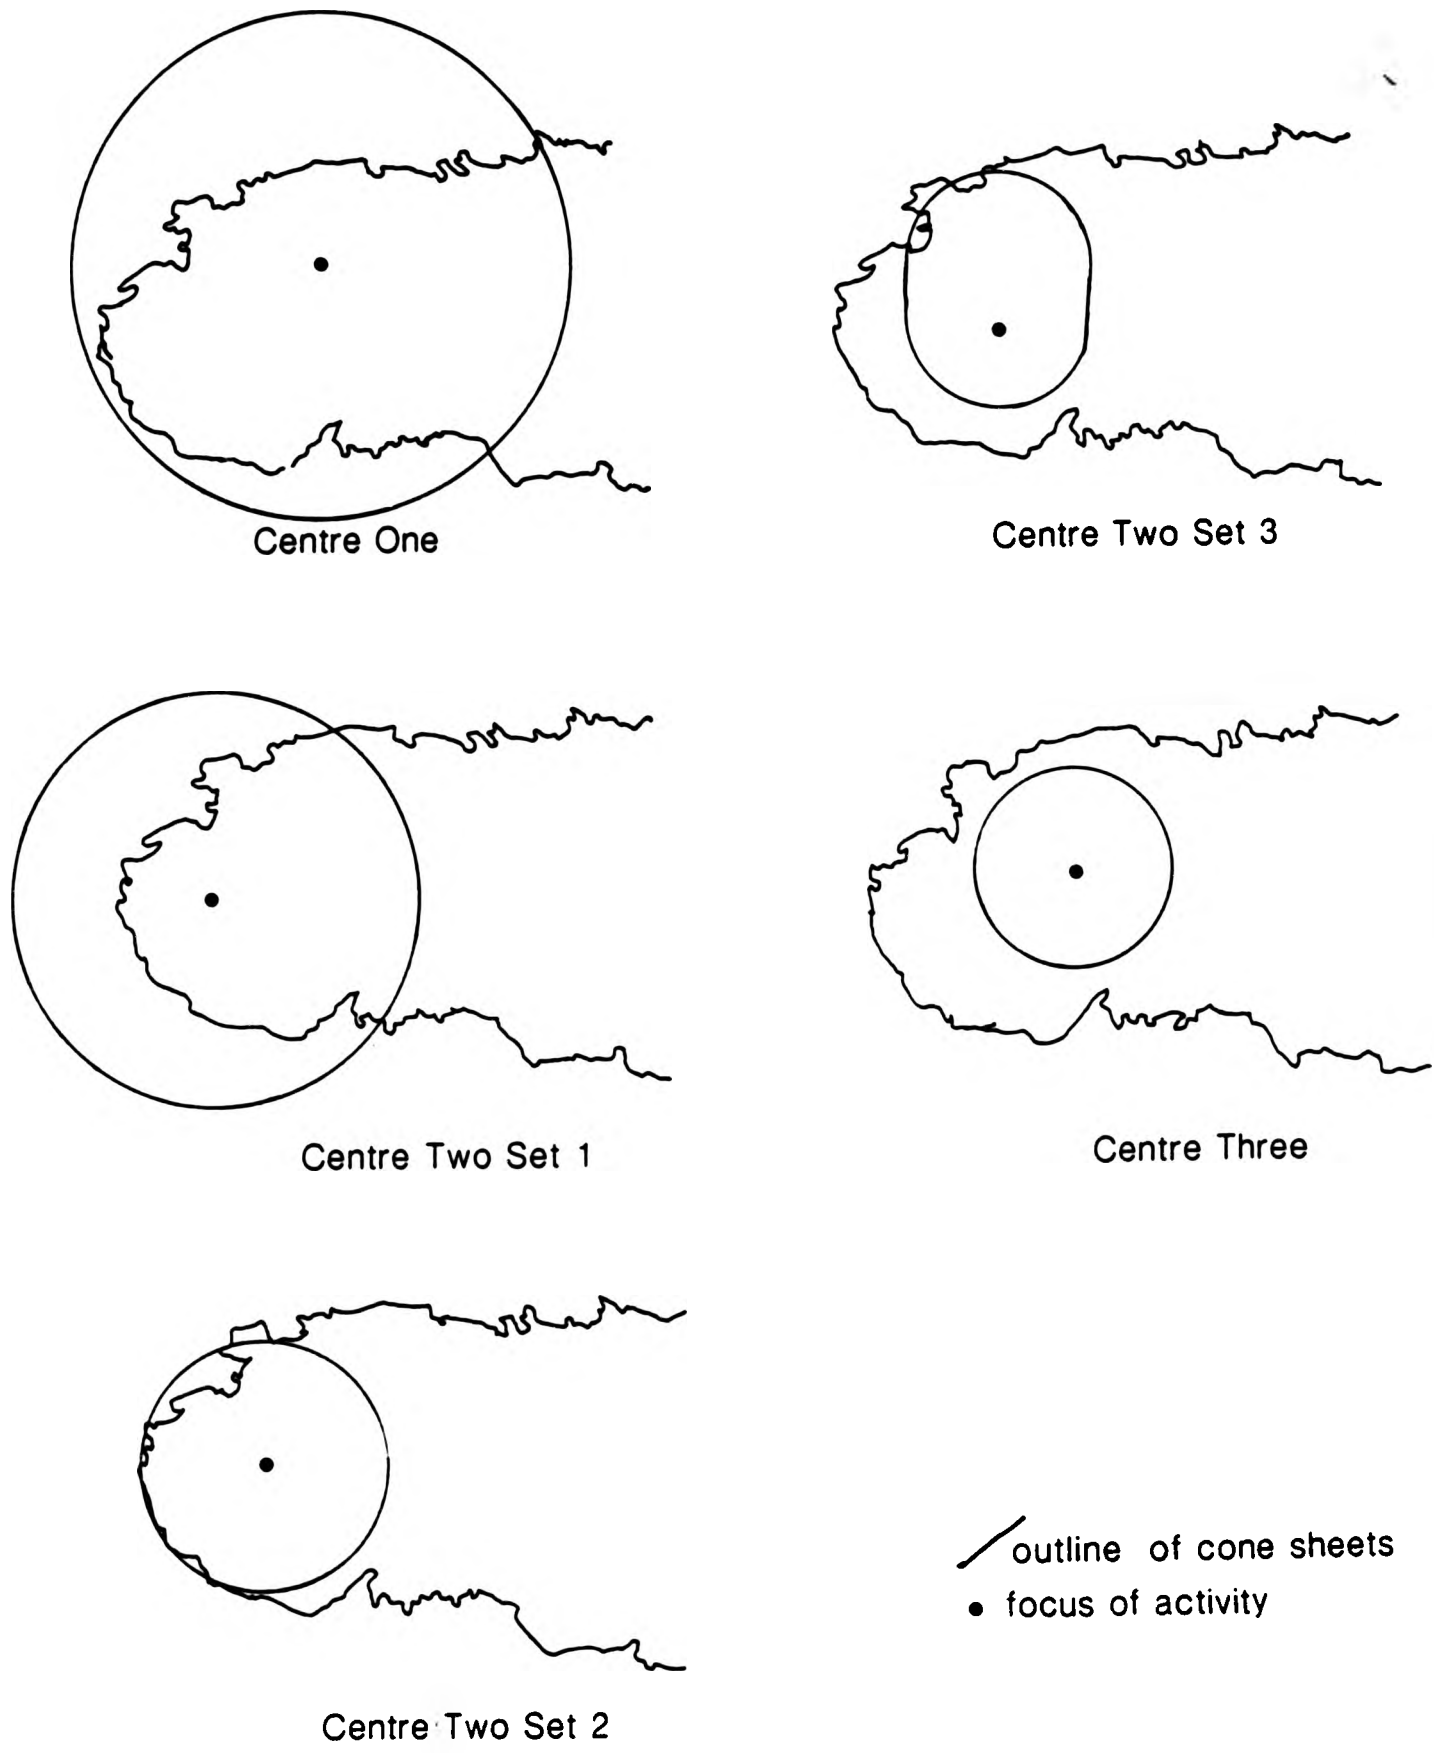 Centre One
Centre Two Set 3
Centre Two Set 1
Centre Three
outline of cone sheets
focus of activity
Centre Two Set 2